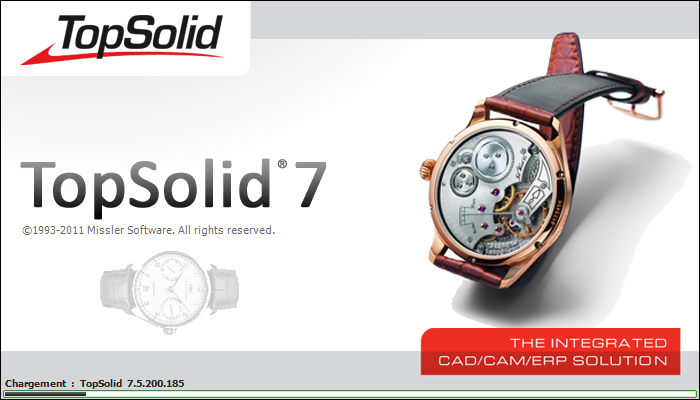 TopSolid
TopSolid® 7
©1993-2011 Missler Software. All rights reserved.
THE INTEGRATED
CAD/CAM/ERP SOLUTION
Chargement : TopSolid 7.5.200.185